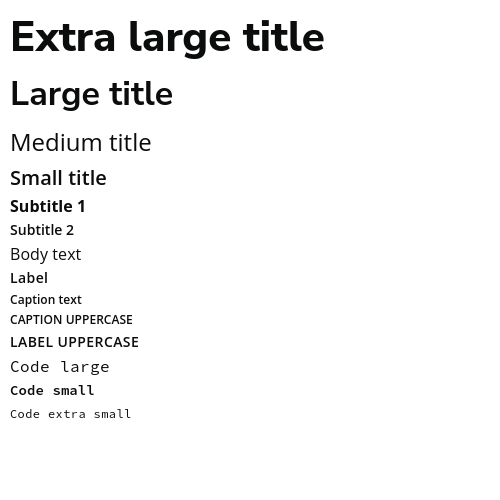 Extra large title
Large title
Medium title
Small title
Subtitle 1
Subtitle 2
Body text
Label
Caption text
CAPTION UPPERCASE
LABEL UPPERCASE
Code large
Code small
Code extra small